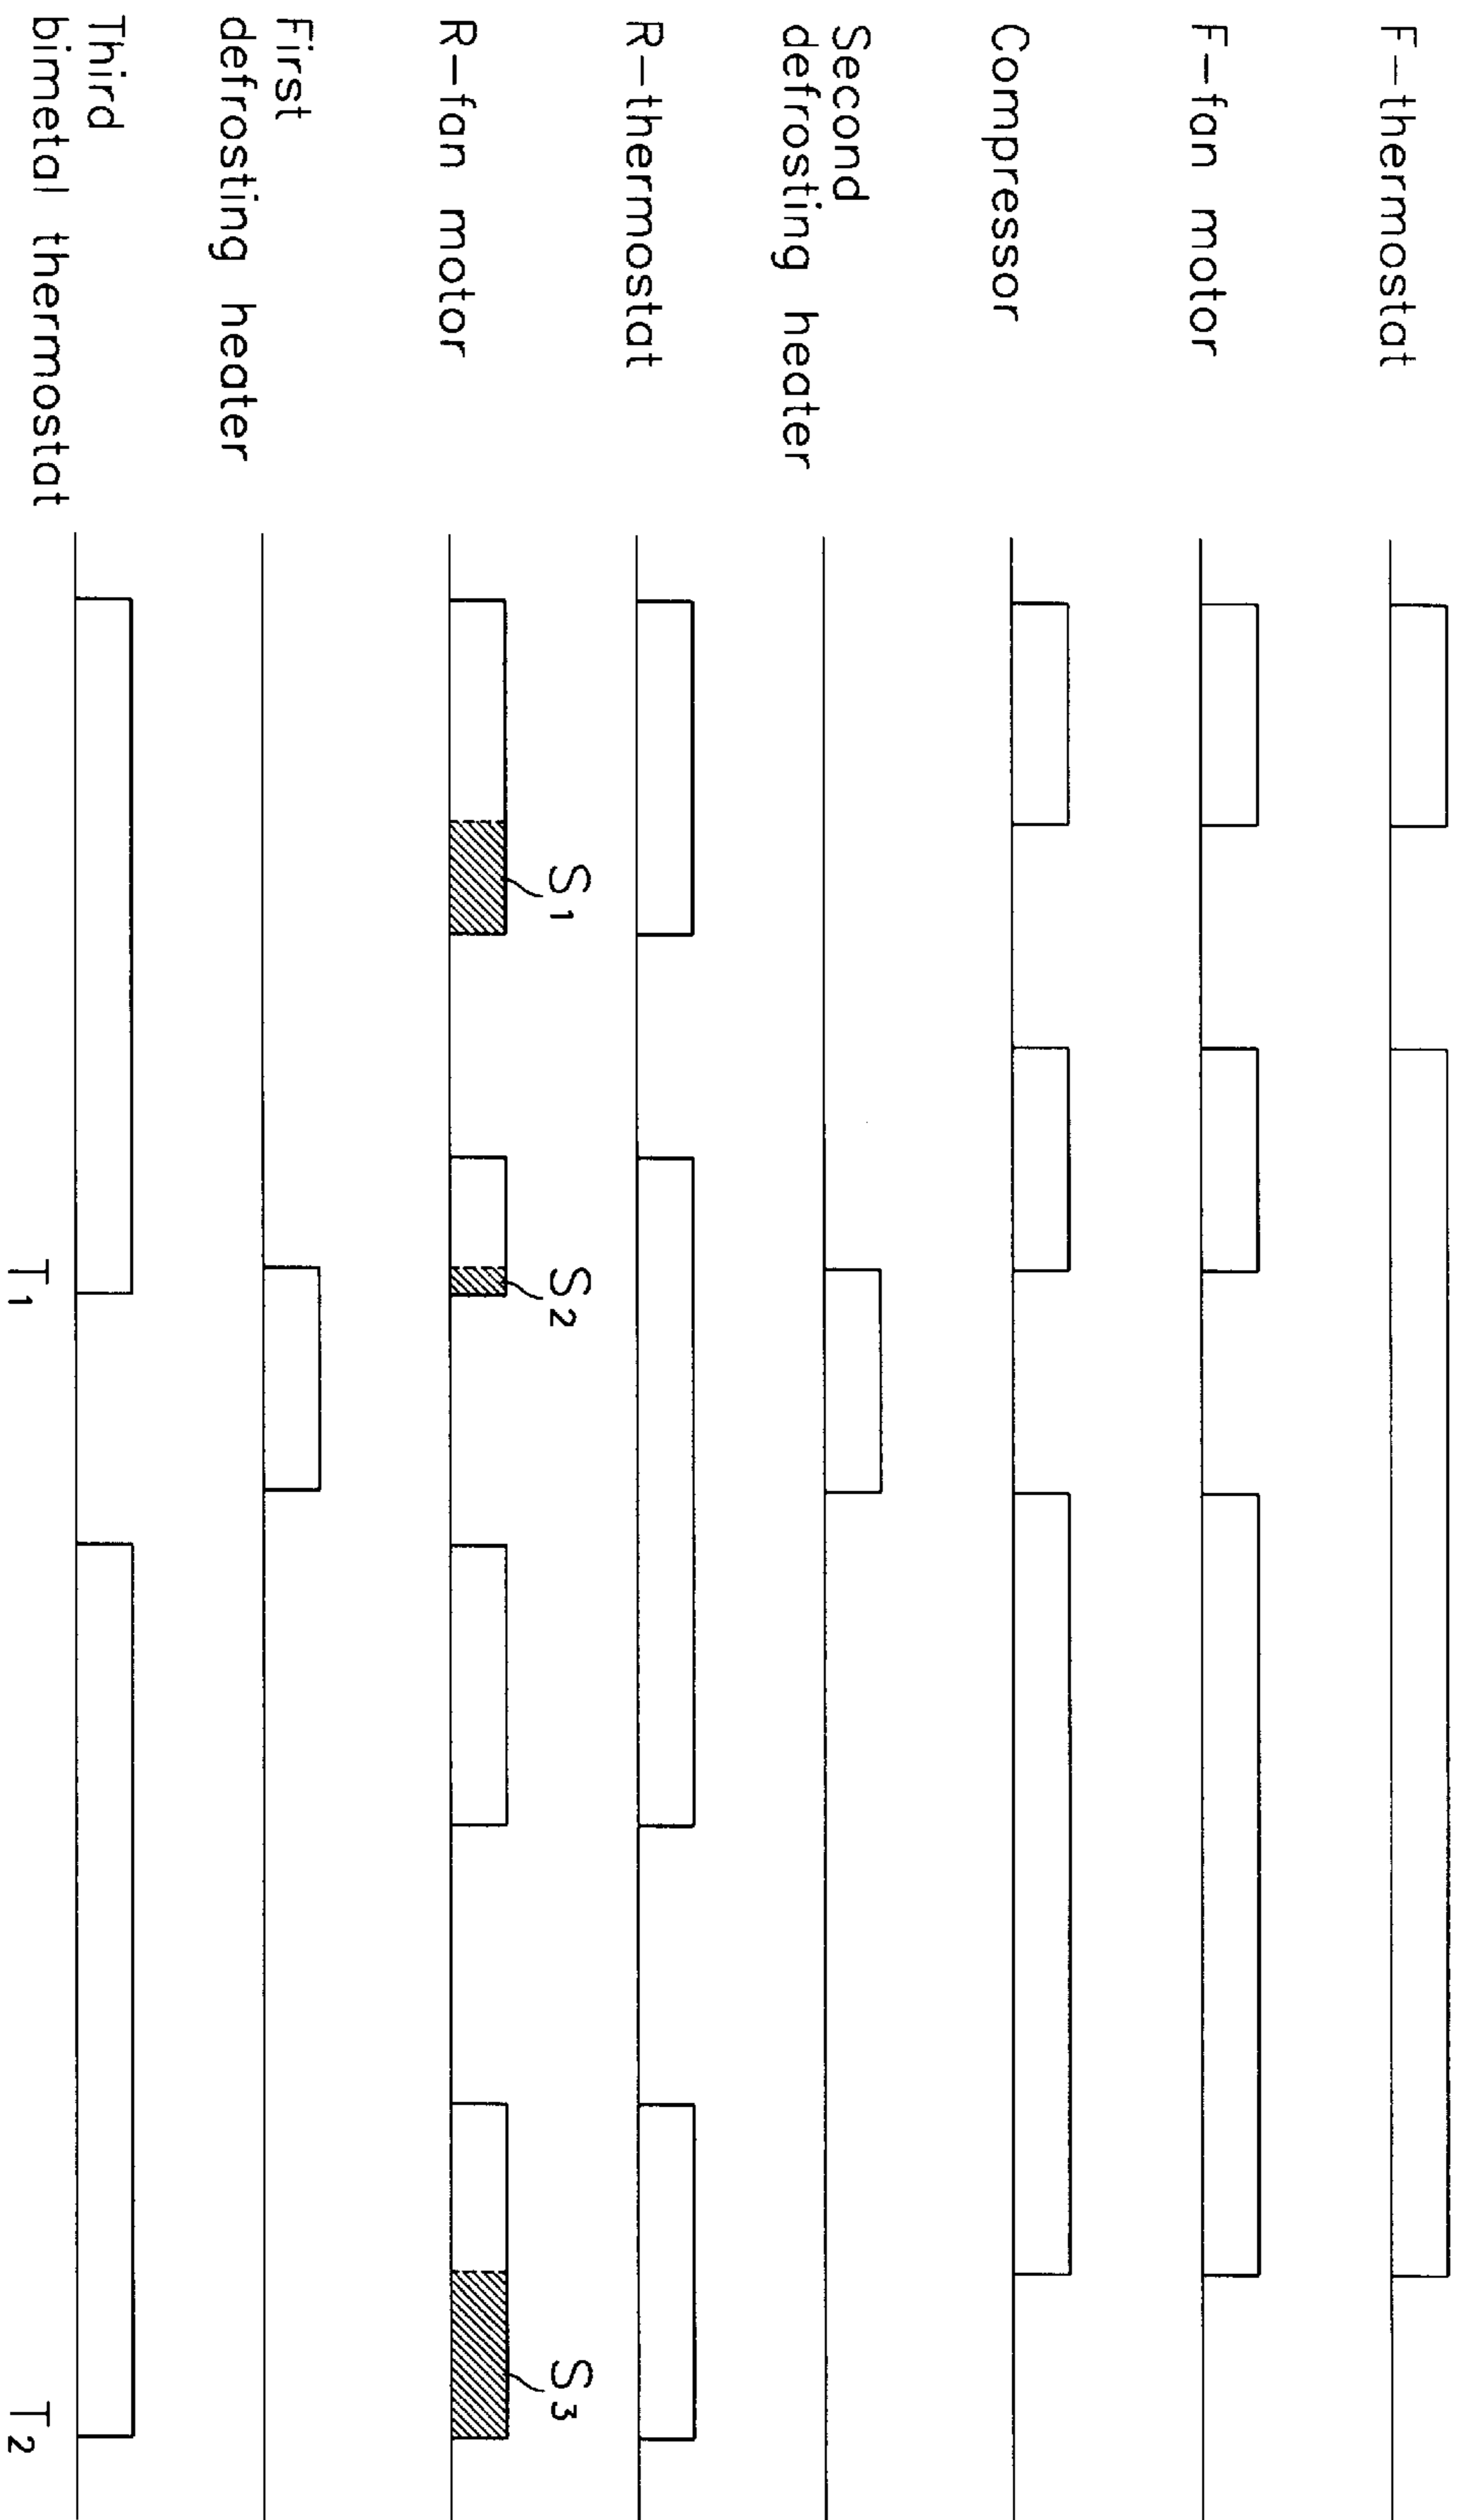 F-thermostat
F-fan motor
Compressor
Second
defrosting heater
R-thermostat
S1
S2
S3
R-fan motor
First
defrosting heater
Third
bimetal thermostat
T1
T2